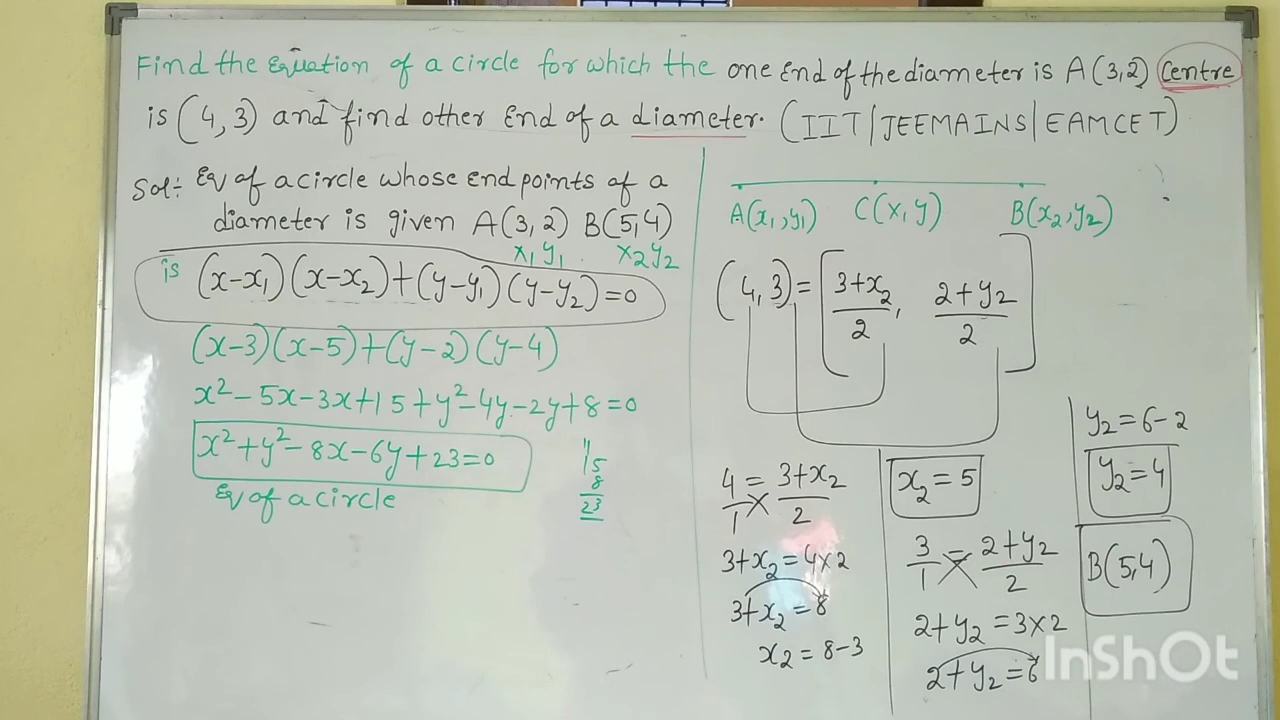 Find the Equation of a circle for which the one End of the diameter is A(3,2) Centre
is (4,3) and find other End of a diameter. (IIT/JEEMAINS/EAMCET)
Sol:- Eq of a circle whose end points of a
diameter is given A(3,2) B(5,4)
x₁ y₁ x₂ y₂
is (x-x₁)(x-x₂)+(y-y₁)(y-y₂)=0
(x-3)(x-5)+(y-2)(y-4)
x²-5x-3x+15+y²-4y-2y+8=0
x²+y²-8x-6y+23=0
Eq of a circle
15
8
23
A(x₁,y₁) C(x,y) B(x₂,y₂)
(4,3)=[3+x₂/2, 2+y₂/2]
4/1 = 3+x₂/2
3+x₂=4×2
3+x₂=8
x₂=8-3
x₂=5
3/1 = 2+y₂/2
2+y₂=3×2
2+y₂=6
y₂=6-2
y₂=4
B(5,4)
InShOt